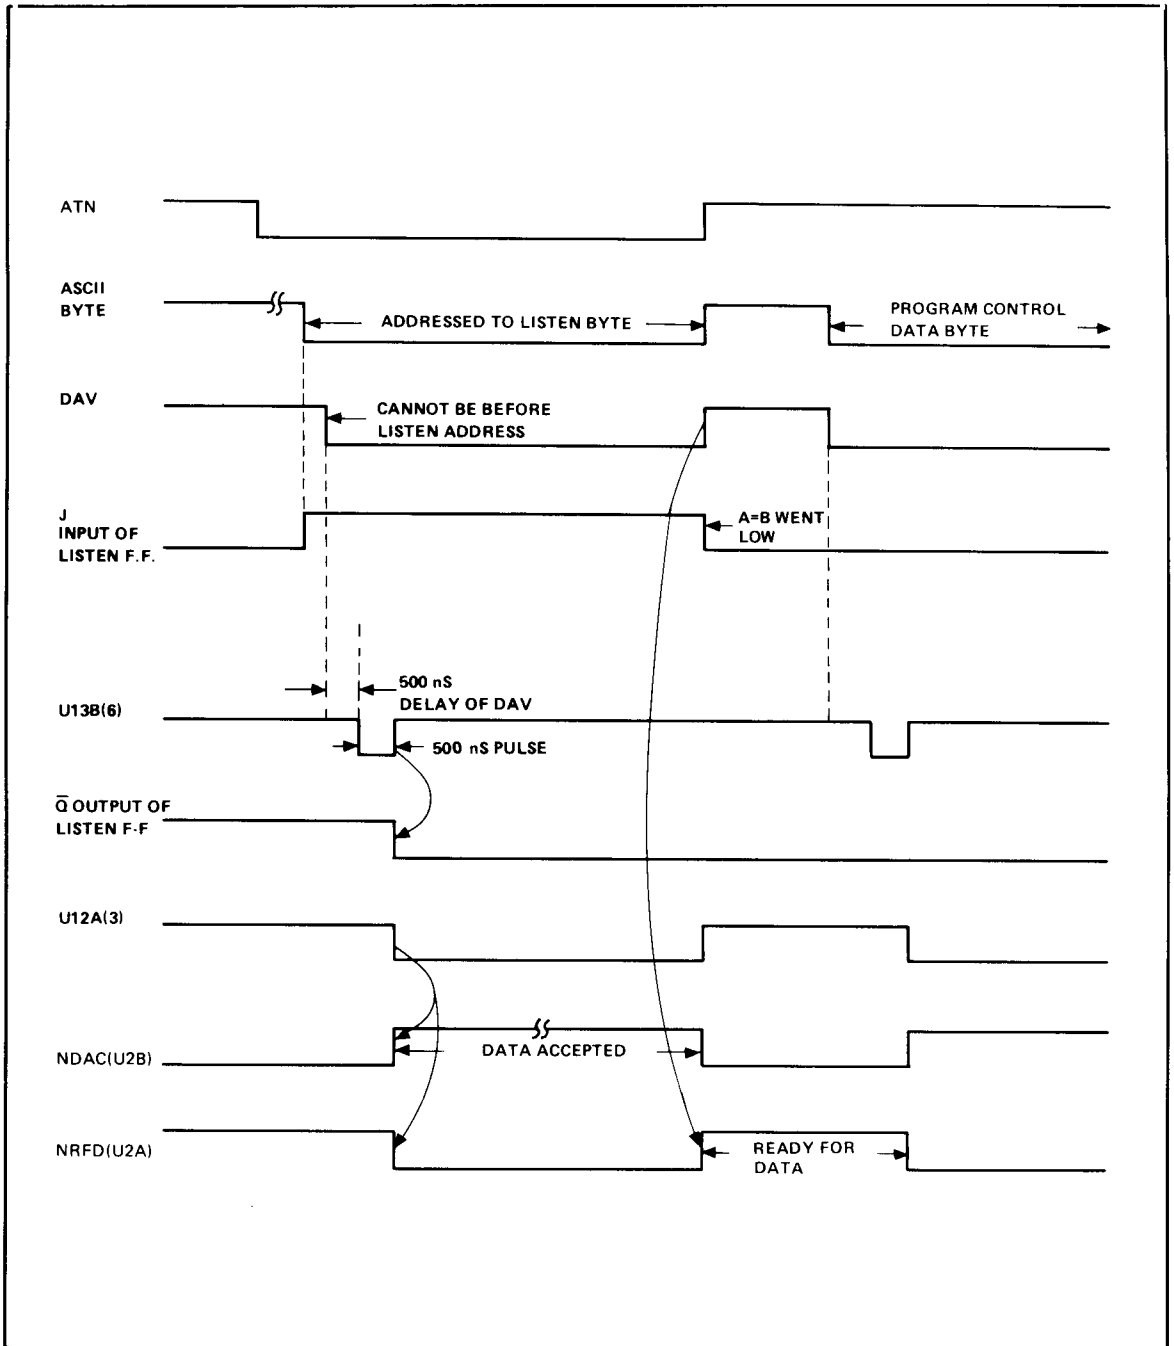 ATN
ASCII
BYTE
ADDRESSED TO LISTEN BYTE
PROGRAM CONTROL
DATA BYTE
DAV
CANNOT BE BEFORE
LISTEN ADDRESS
J
INPUT OF
LISTEN F.F.
A=B WENT
LOW
500 nS
DELAY OF DAV
U13B(6)
500 nS PULSE
Q̅ OUTPUT OF
LISTEN F-F
U12A(3)
NDAC(U2B)
DATA ACCEPTED
NRFD(U2A)
READY FOR
DATA